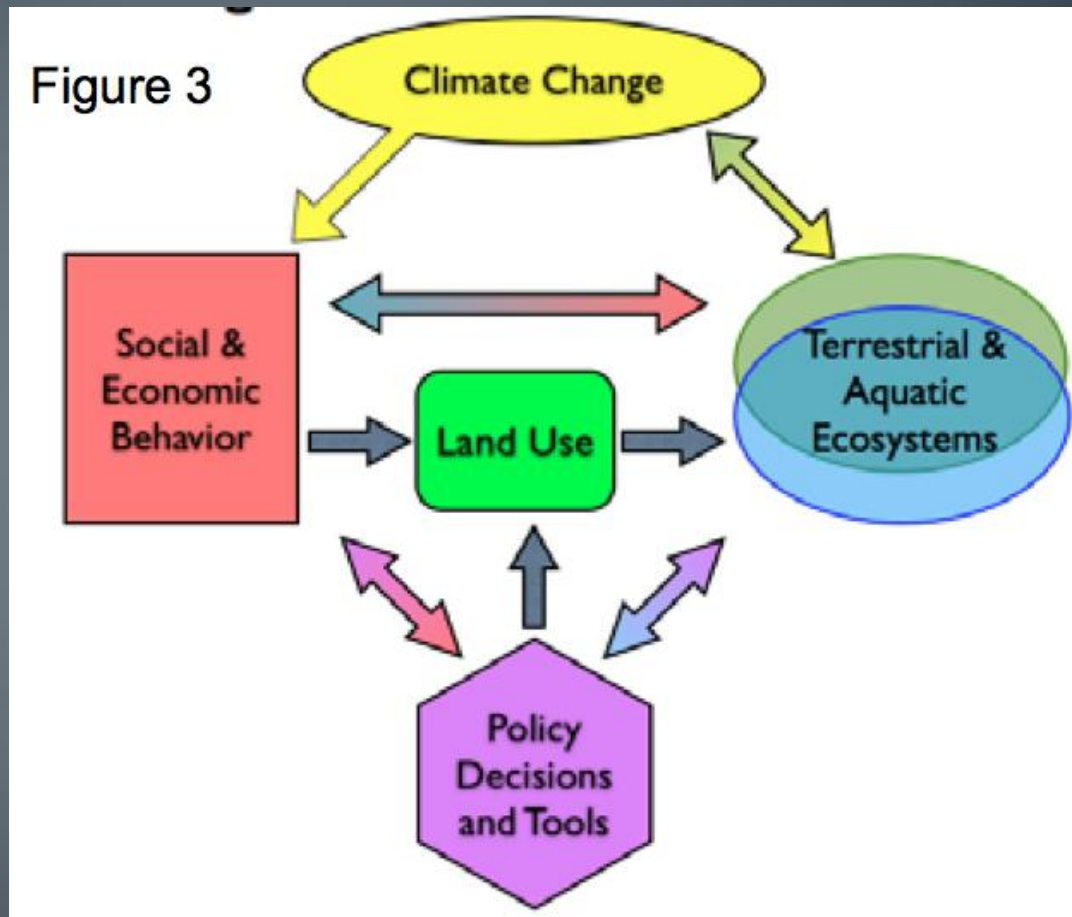 Figure 3
Climate Change
Social &
Economic
Behavior
Land Use
Terrestrial &
Aquatic
Ecosystems
Policy
Decisions
and Tools